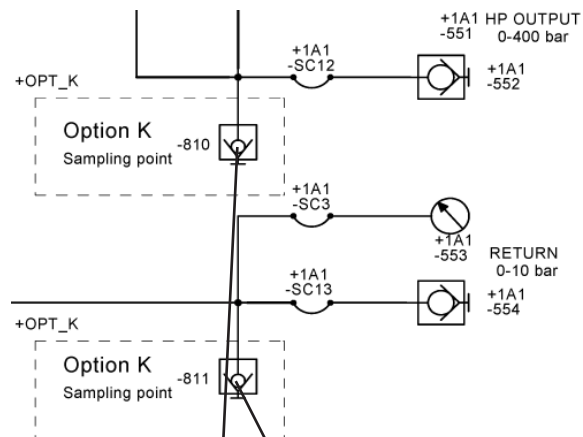 +1A1 HP OUTPUT
-551 0-400 bar
+1A1
-SC12
+1A1
-552
+OPT_K
Option K
Sampling point
-810
+1A1
-SC3
+1A1
-553
RETURN
0-10 bar
+1A1
-SC13
+1A1
-554
+OPT_K
Option K
Sampling point
-811